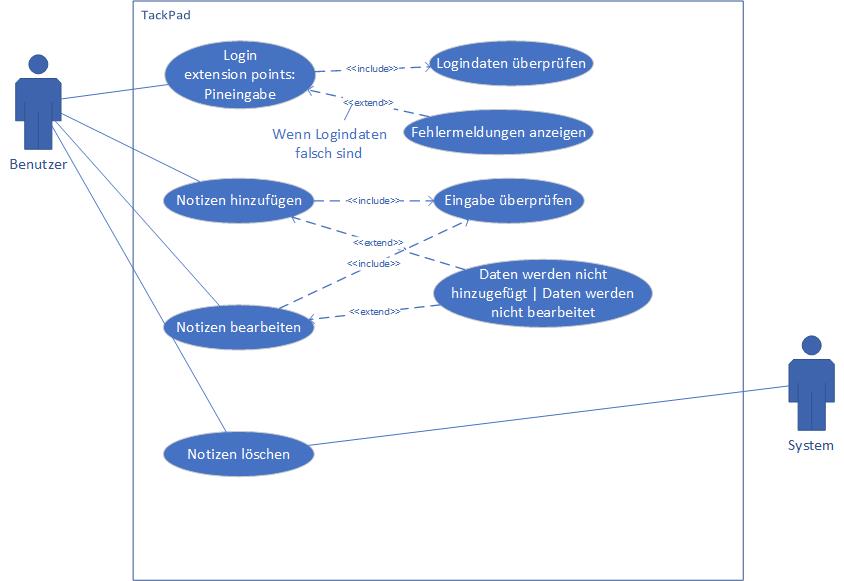 TackPad
Login
extension points:
Pineingabe
<<include>>
Logindaten überprüfen
<<extend>>
Fehlermeldungen anzeigen
Wenn Logindaten
falsch sind
Benutzer
Notizen hinzufügen
<<include>>
Eingabe überprüfen
<<extend>>
<<include>>
Daten werden nicht
hinzugefügt | Daten werden
nicht bearbeitet
<<extend>>
Notizen bearbeiten
System
Notizen löschen